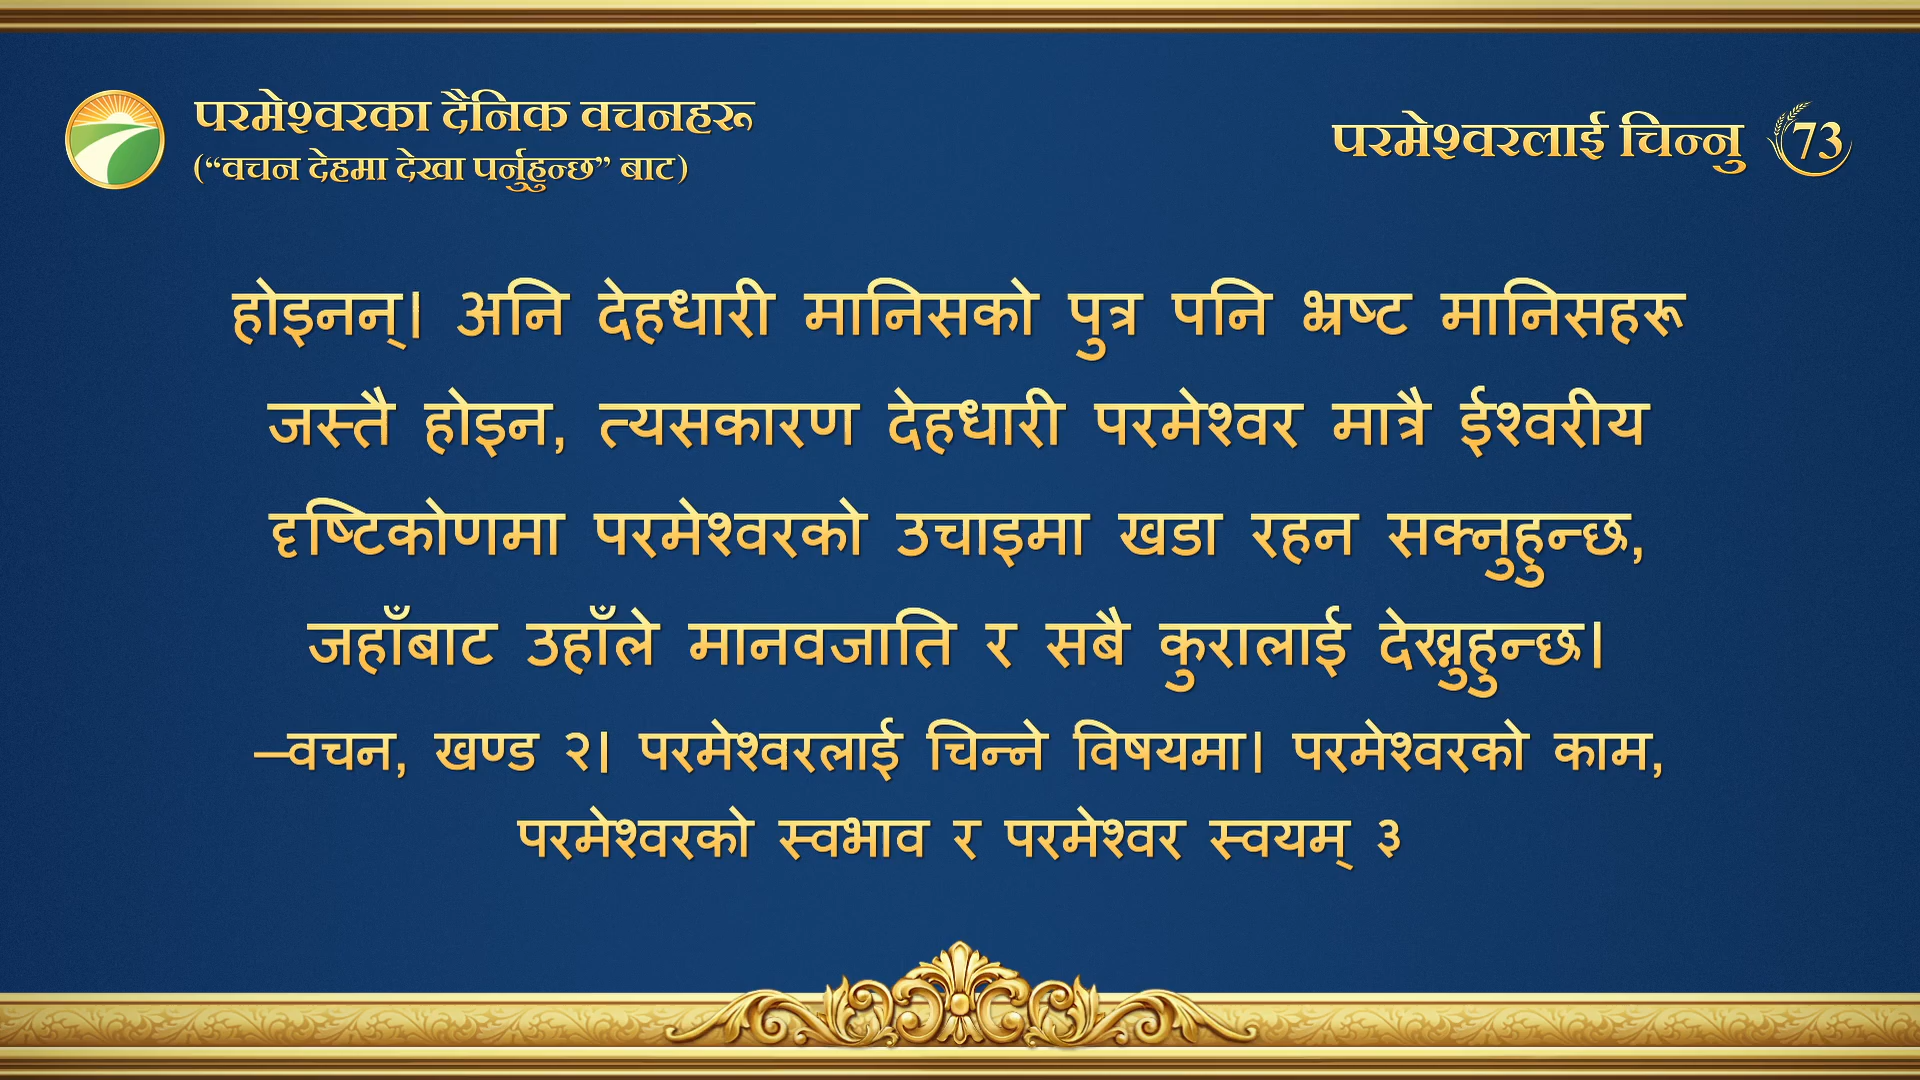 परमेश्वरका दैनिक वचनहरू
(“वचन देहमा देखा पर्नुहुन्छ” बाट)
परमेश्वरलाई चिन्नु 73
होइनन्। अनि देहधारी मानिसको पुत्र पनि भ्रष्ट मानिसहरू
जस्तै होइन, त्यसकारण देहधारी परमेश्वर मात्रै ईश्वरीय
दृष्टिकोणमा परमेश्वरको उचाइमा खडा रहन सक्नुहुन्छ,
जहाँबाट उहाँले मानवजाति र सबै कुरालाई देख्नुहुन्छ।
—वचन, खण्ड २। परमेश्वरलाई चिन्ने विषयमा। परमेश्वरको काम,
परमेश्वरको स्वभाव र परमेश्वर स्वयम् ३